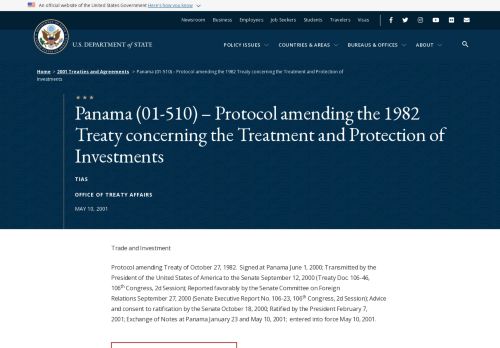 An official website of the United States Government Here's how you know
Newsroom Business Employees Job Seekers Students Travelers Visas
U.S. DEPARTMENT of STATE
POLICY ISSUES COUNTRIES & AREAS BUREAUS & OFFICES ABOUT
Home > 2001 Treaties and Agreements > Panama (01-510) – Protocol amending the 1982 Treaty concerning the Treatment and Protection of
Investments
Panama (01-510) – Protocol amending the 1982
Treaty concerning the Treatment and Protection of
Investments
TIAS
OFFICE OF TREATY AFFAIRS
MAY 10, 2001
Trade and Investment
Protocol amending Treaty of October 27, 1982. Signed at Panama June 1, 2000; Transmitted by the
President of the United States of America to the Senate September 12, 2000 (Treaty Doc 106-46,
106th Congress, 2d Session); Reported favorably by the Senate Committee on Foreign
Relations September 27, 2000 (Senate Executive Report No. 106-23, 106th Congress, 2d Session); Advice
and consent to ratification by the Senate October 18, 2000; Ratified by the President February 7,
2001; Exchange of Notes at Panama January 23 and May 10, 2001; entered into force May 10, 2001.